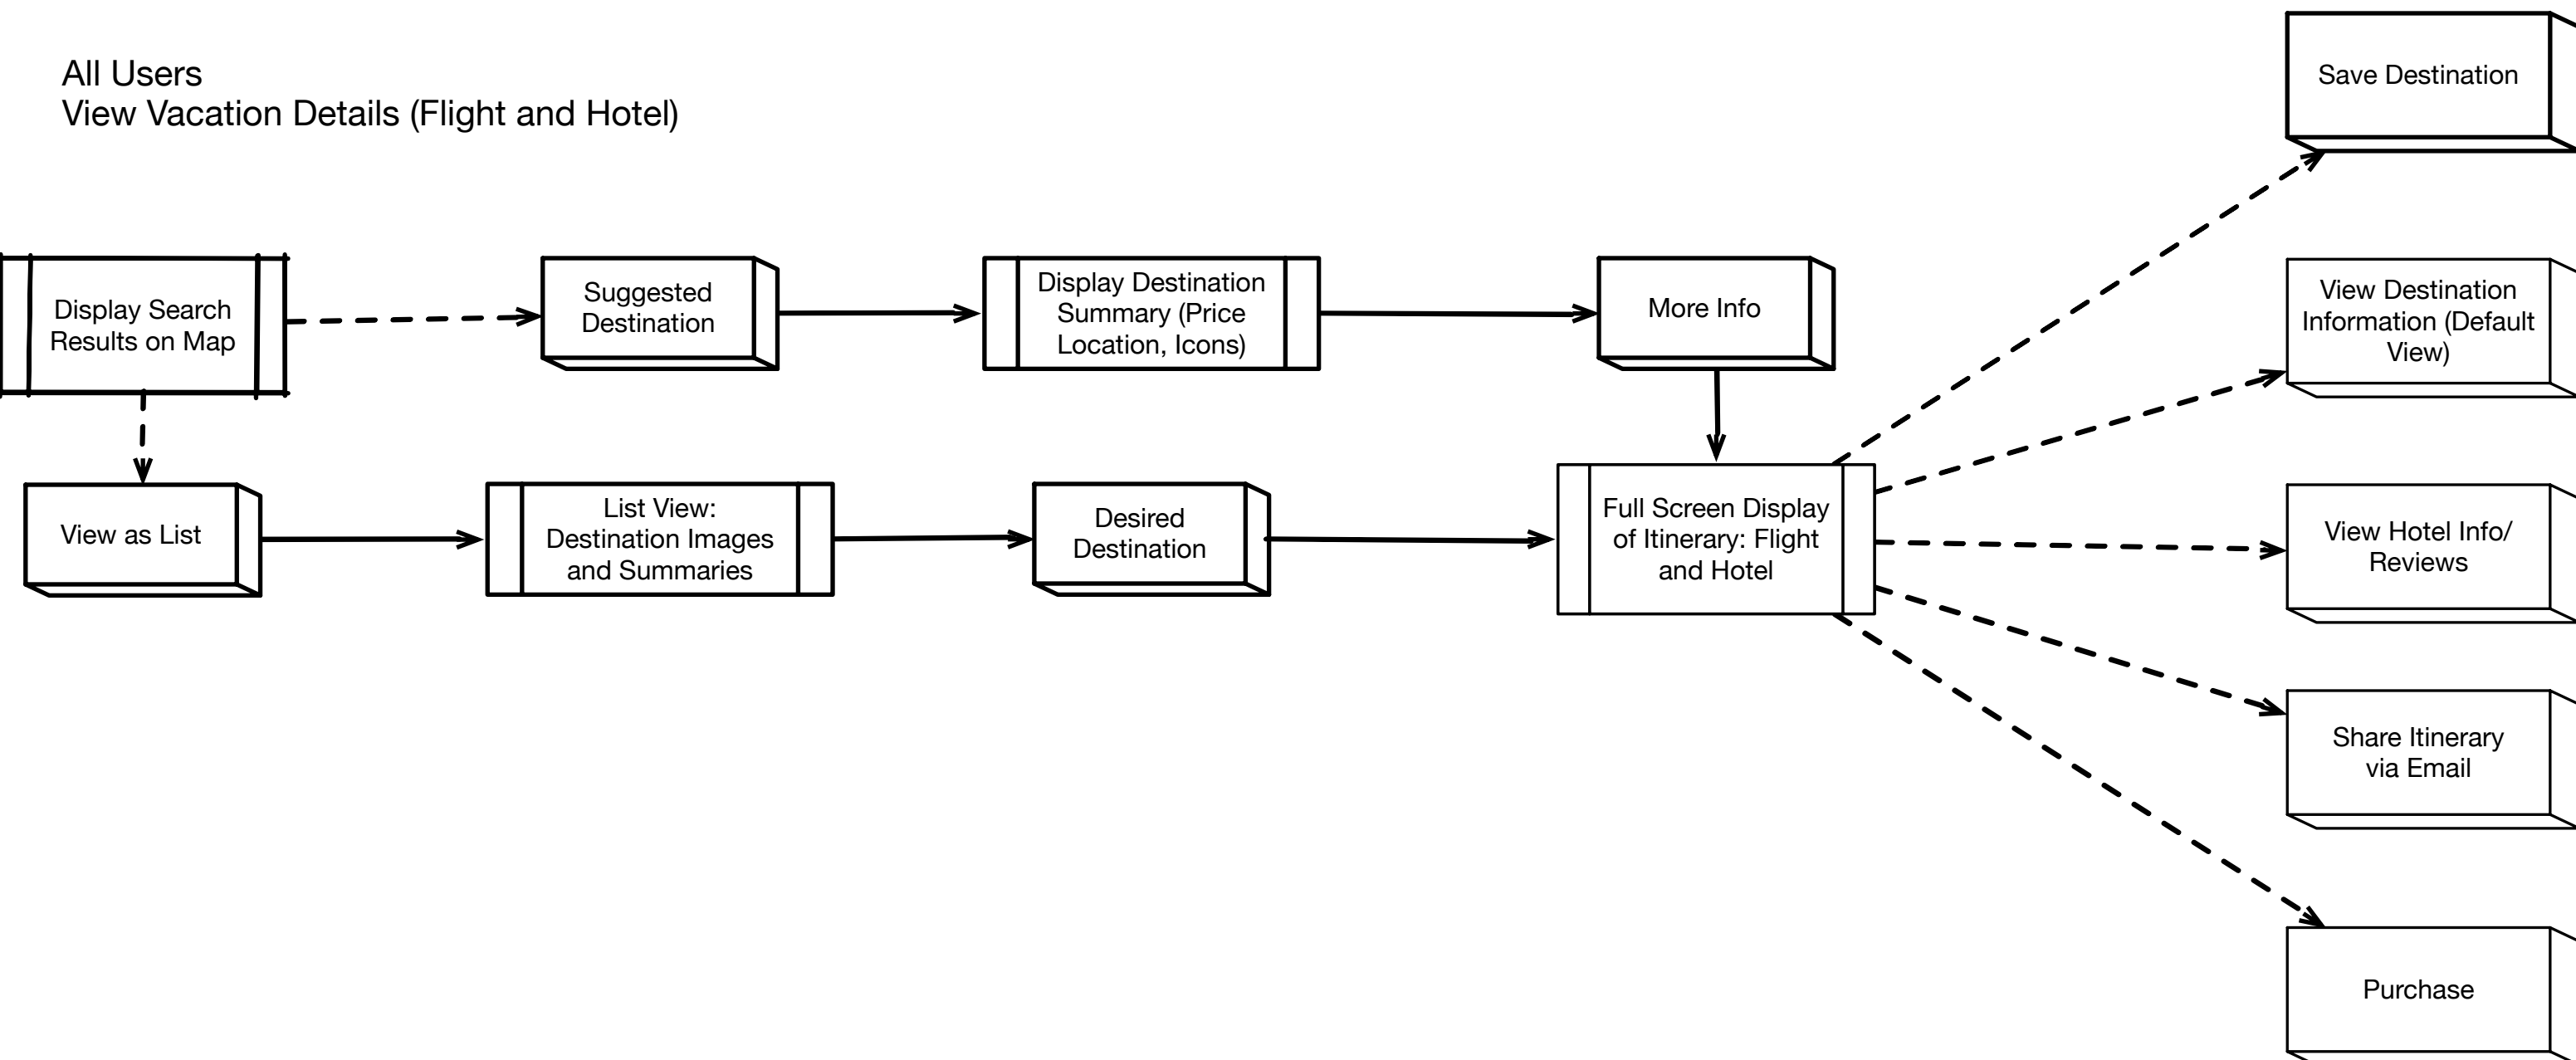 All Users
View Vacation Details (Flight and Hotel)
Save Destination
Display Search
Results on Map
Suggested
Destination
Display Destination
Summary (Price
Location, Icons)
More Info
View Destination
Information (Default
View)
View as List
List View:
Destination Images
and Summaries
Desired
Destination
Full Screen Display
of Itinerary: Flight
and Hotel
View Hotel Info/
Reviews
Share Itinerary
via Email
Purchase